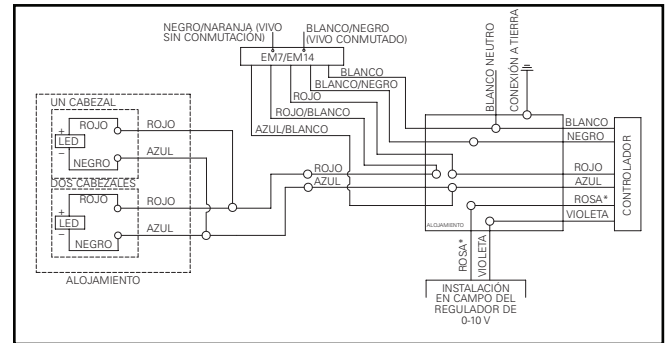 NEGRO/NARANJA (VIVO
SIN CONMUTACIÓN)
BLANCO/NEGRO
(VIVO CONMUTADO)
EM7/EM14
BLANCO
BLANCO/NEGRO
ROJO
ROJO/BLANCO
AZUL/BLANCO
BLANCO NEUTRO
CONEXIÓN A TIERRA
UN CABEZAL
+
ROJO
LED
–
NEGRO
ROJO
AZUL
DOS CABEZALES
+
ROJO
LED
–
NEGRO
ROJO
AZUL
ALOJAMIENTO
ROJO
AZUL
BLANCO
NEGRO
ROJO
AZUL
ROSA*
VIOLETA
CONTROLADOR
ALOJAMIENTO
ROSA*
VIOLETA
INSTALACIÓN
EN CAMPO DEL
REGULADOR DE
0-10 V